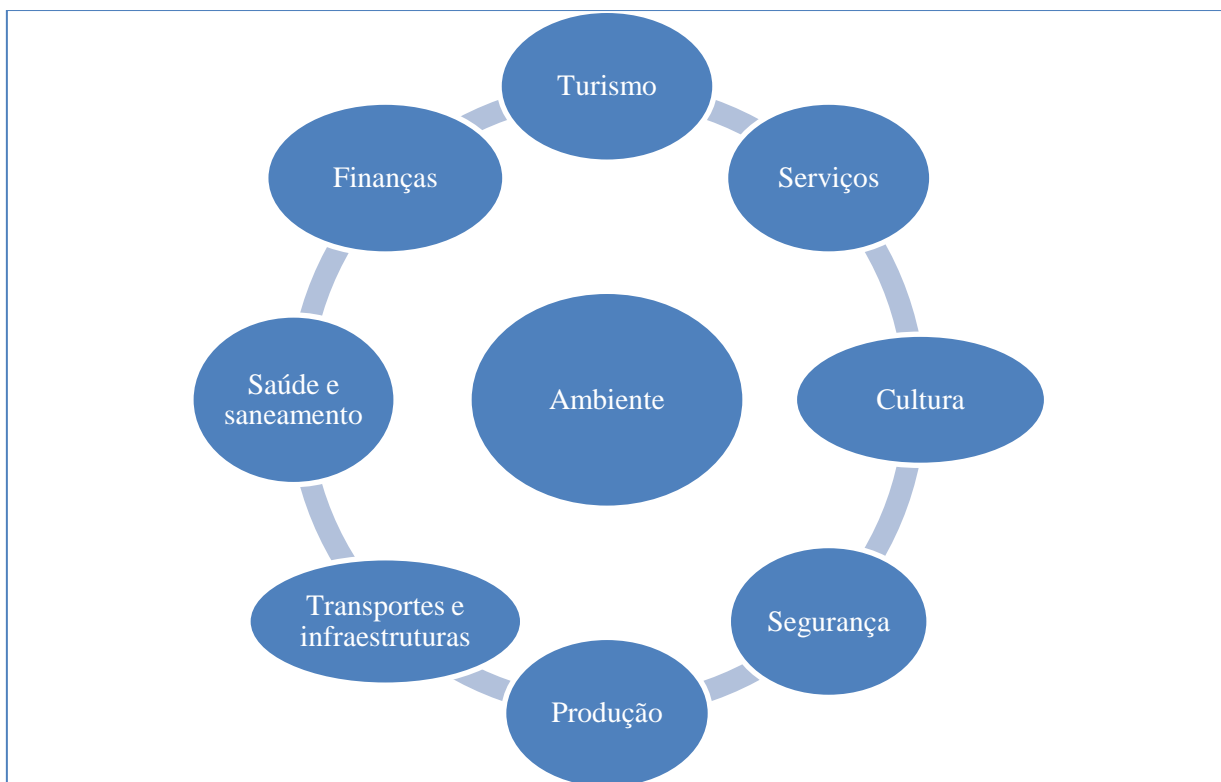 Turismo
Finanças
Serviços
Saúde e
saneamento
Ambiente
Cultura
Transportes e
infraestruturas
Segurança
Produção